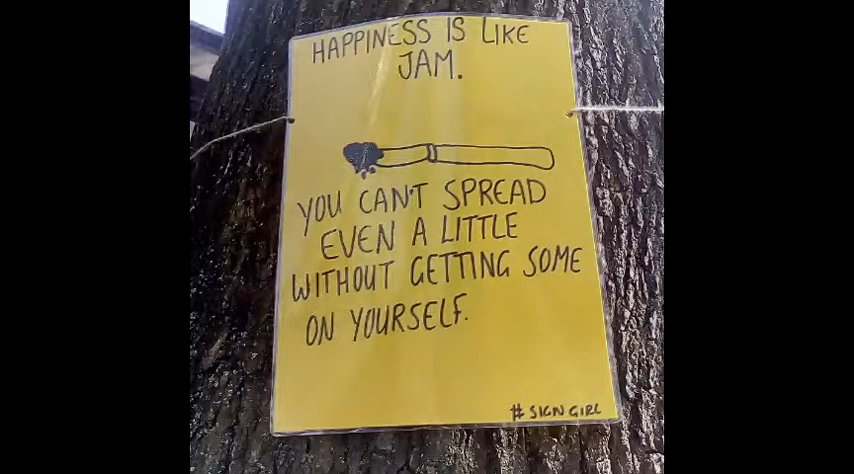 HAPPINESS IS LIKE
JAM.
YOU CAN'T SPREAD
EVEN A LITTLE
WITHOUT GETTING SOME
ON YOURSELF.
# SIGN GIRL